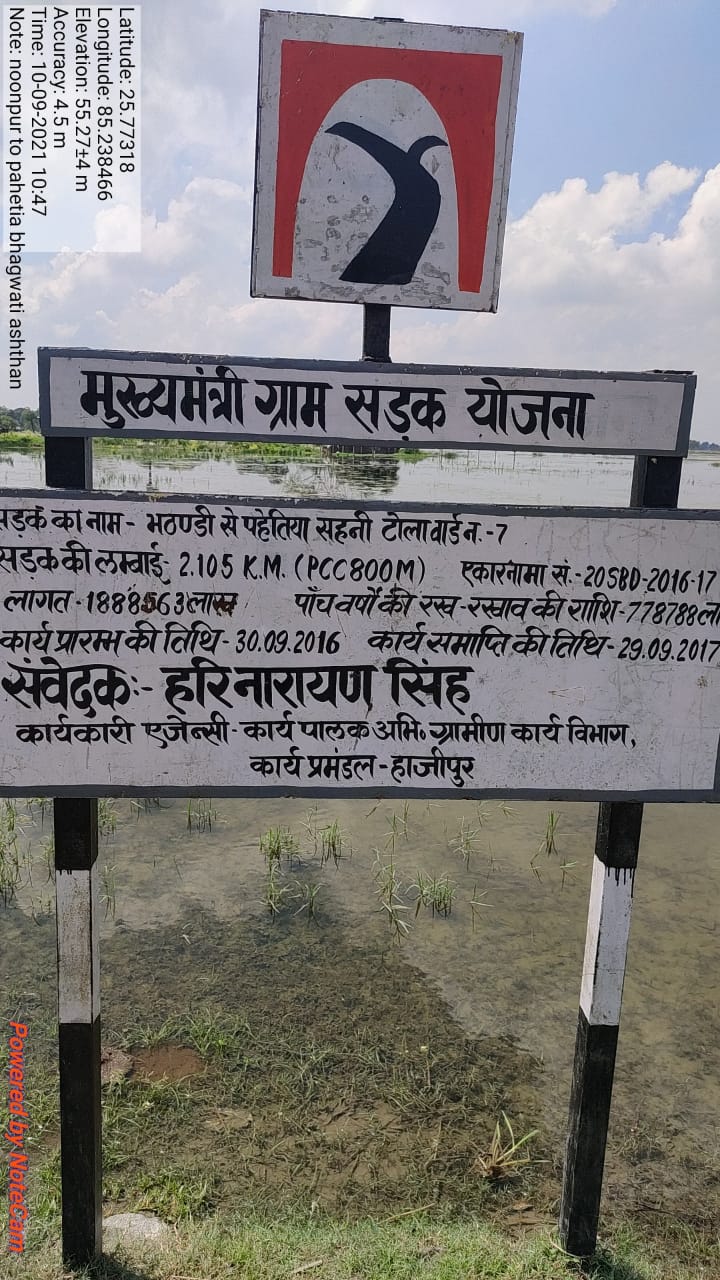 Latitude: 25.77318
Longitude: 85.238466
Elevation: 55.27±4 m
Accuracy: 4.5 m
Time: 10-09-2021 10:47
Note: noonpur to pahetia bhagwati ashthan
मुख्यमंत्री ग्राम सड़क योजना
सड़क का नाम - भठण्डी से पहेतिया सहनी टोला वार्ड न. -7
सड़क की लम्बाई- 2.105 K.M. (PCC800M) एकारनामा सं.- 20SBD-2016-17
लागत - 1888563लाख पाँच वर्षो की रख-रखाव की राशि-778788ला
कार्य प्रारम्भ की तिथि- 30.09.2016 कार्य समाप्ति की तिथि- 29.09.2017
संवेदकः- हरिनारायण सिंह
कार्यकारी एजेन्सी - कार्य पालक अभि॰ ग्रामीण कार्य विभाग,
कार्य प्रमंडल - हाजीपुर
Powered by NoteCam